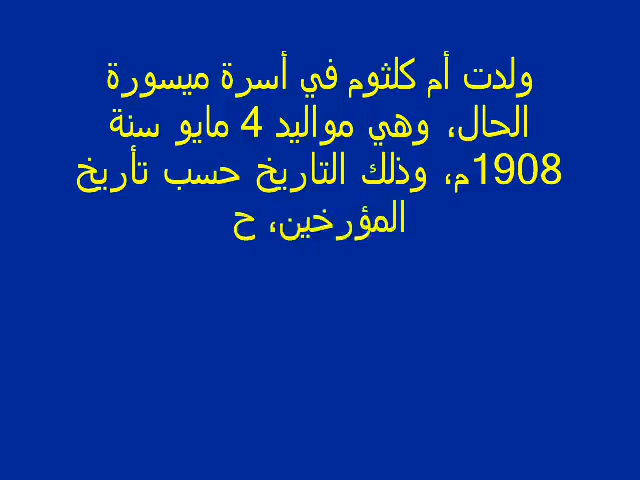 ولدت أم كلثوم في أسرة ميسورة
الحال، وهي مواليد 4 مايو سنة
1908م، وذلك التاريخ حسب تأريخ
المؤرخين، ح